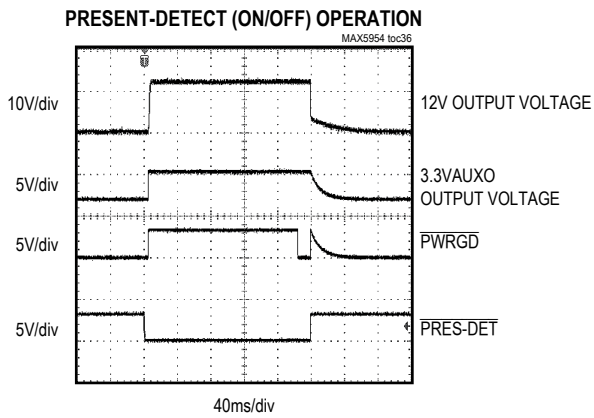 PRESENT-DETECT (ON/OFF) OPERATION
MAX5954 toc36
10V/div
12V OUTPUT VOLTAGE
5V/div
3.3VAUXO
OUTPUT VOLTAGE
5V/div
PWRGD
5V/div
PRES-DET
40ms/div